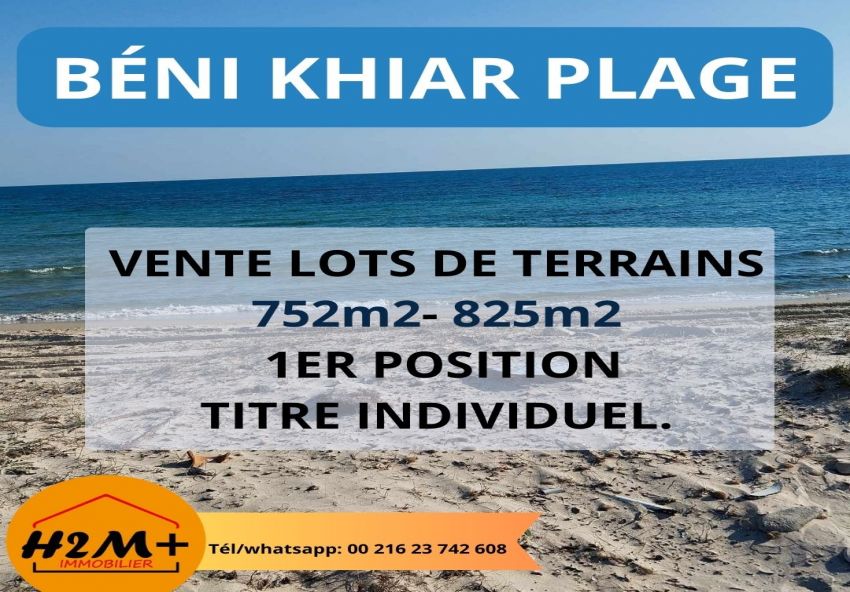 BÉNI KHIAR PLAGE
VENTE LOTS DE TERRAINS
752m2- 825m2
1ER POSITION
TITRE INDIVIDUEL.
H2M+
IMMOBILIER
Tél/whatsapp: 00 216 23 742 608